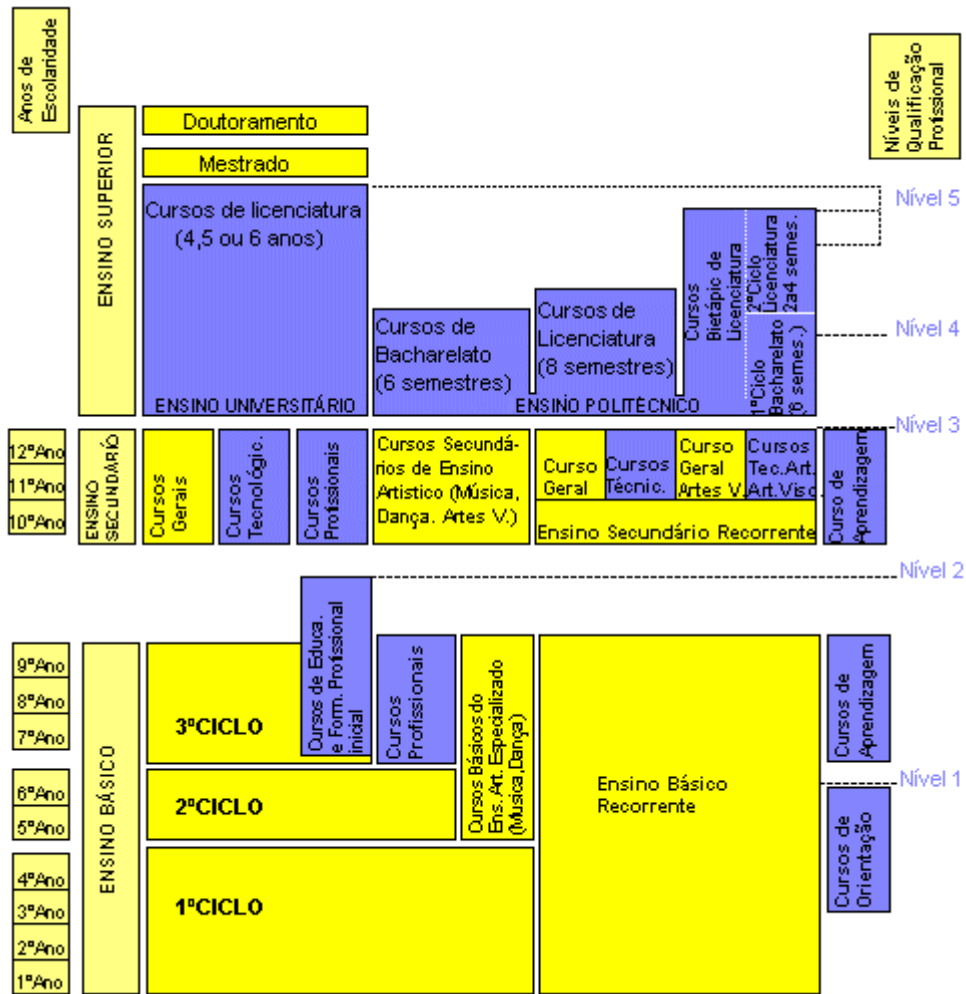 Anos de
Escolaridade
Níveis de
Qualificação
Profissional
ENSINO SUPERIOR
Doutoramento
Mestrado
Cursos de licenciatura
(4,5 ou 6 anos)
ENSINO UNIVERSITÁRIO
Cursos de
Bacharelato
(6 semestres)
Cursos de
Licenciatura
(8 semestres)
Cursos
Bietápic de
Licenciatura
2ºCiclo
Licenciatura
2a4 semes.
1ºCiclo
Bacharelato
(6 semes.)
ENSINO POLITÈCNICO
Nível 5
Nível 4
Nível 3
12ºAno
11ºAno
10ºAno
ENSINO
SECUNDÁRIO
Cursos
Gerais
Cursos
Tecnológic.
Cursos
Profissionais
Cursos Secundá-
rios de Ensino
Artistico (Música,
Dança. Artes V.)
Curso
Geral
Cursos
Técnic.
Curso
Geral
Artes V.
Cursos
Tec.Art.
Art.Visc.
Ensino Secundário Recorrente
Curso de
Aprendizagem
Nível 2
9ºAno
8ºAno
7ºAno
6ºAno
5ºAno
4ºAno
3ºAno
2ºAno
1ºAno
ENSINO BÁSICO
3ºCICLO
Cursos de Educa.
e Form. Profissional
inicial
Cursos
Profissionais
Cursos Básicos do
Ens. Art. Especializado
(Musica,Dança)
2ºCICLO
1ºCICLO
Ensino Básico
Recorrente
Cursos de
Aprendizagem
Nível 1
Cursos de
Orientação